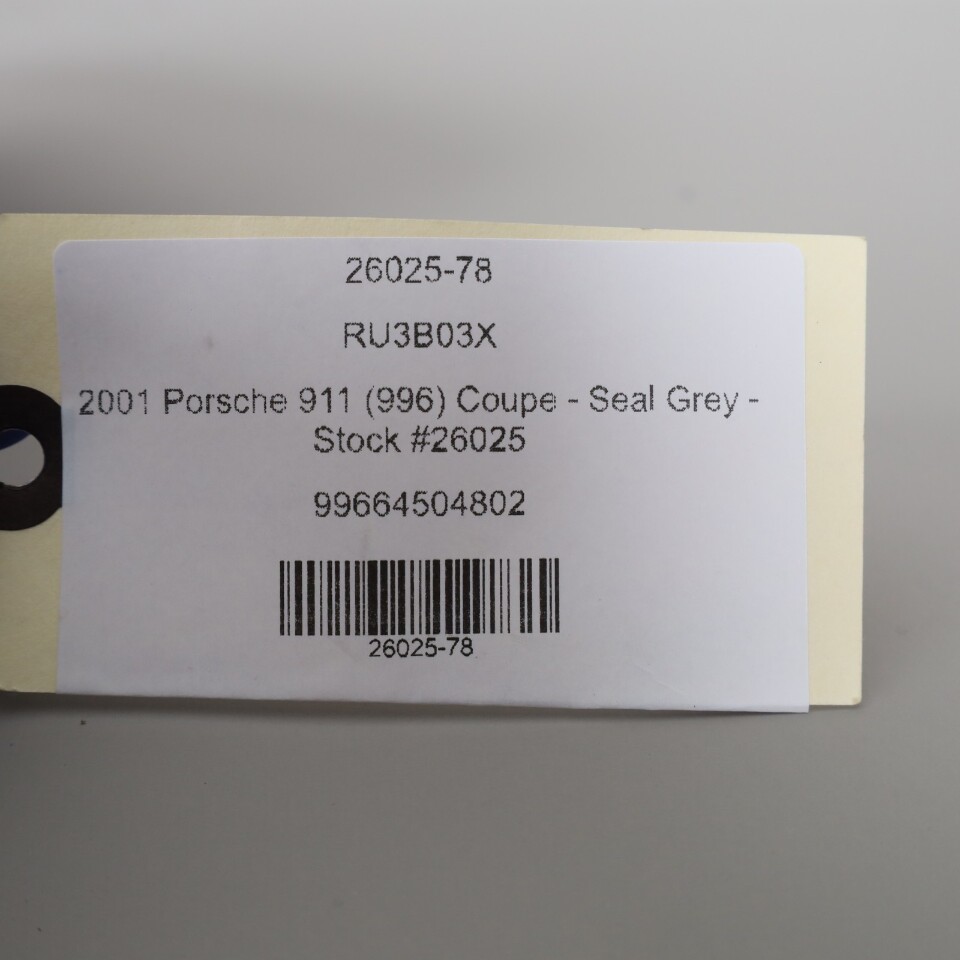 26025-78
RU3B03X
2001 Porsche 911 (996) Coupe - Seal Grey -
Stock #26025
99664504802
26025-78